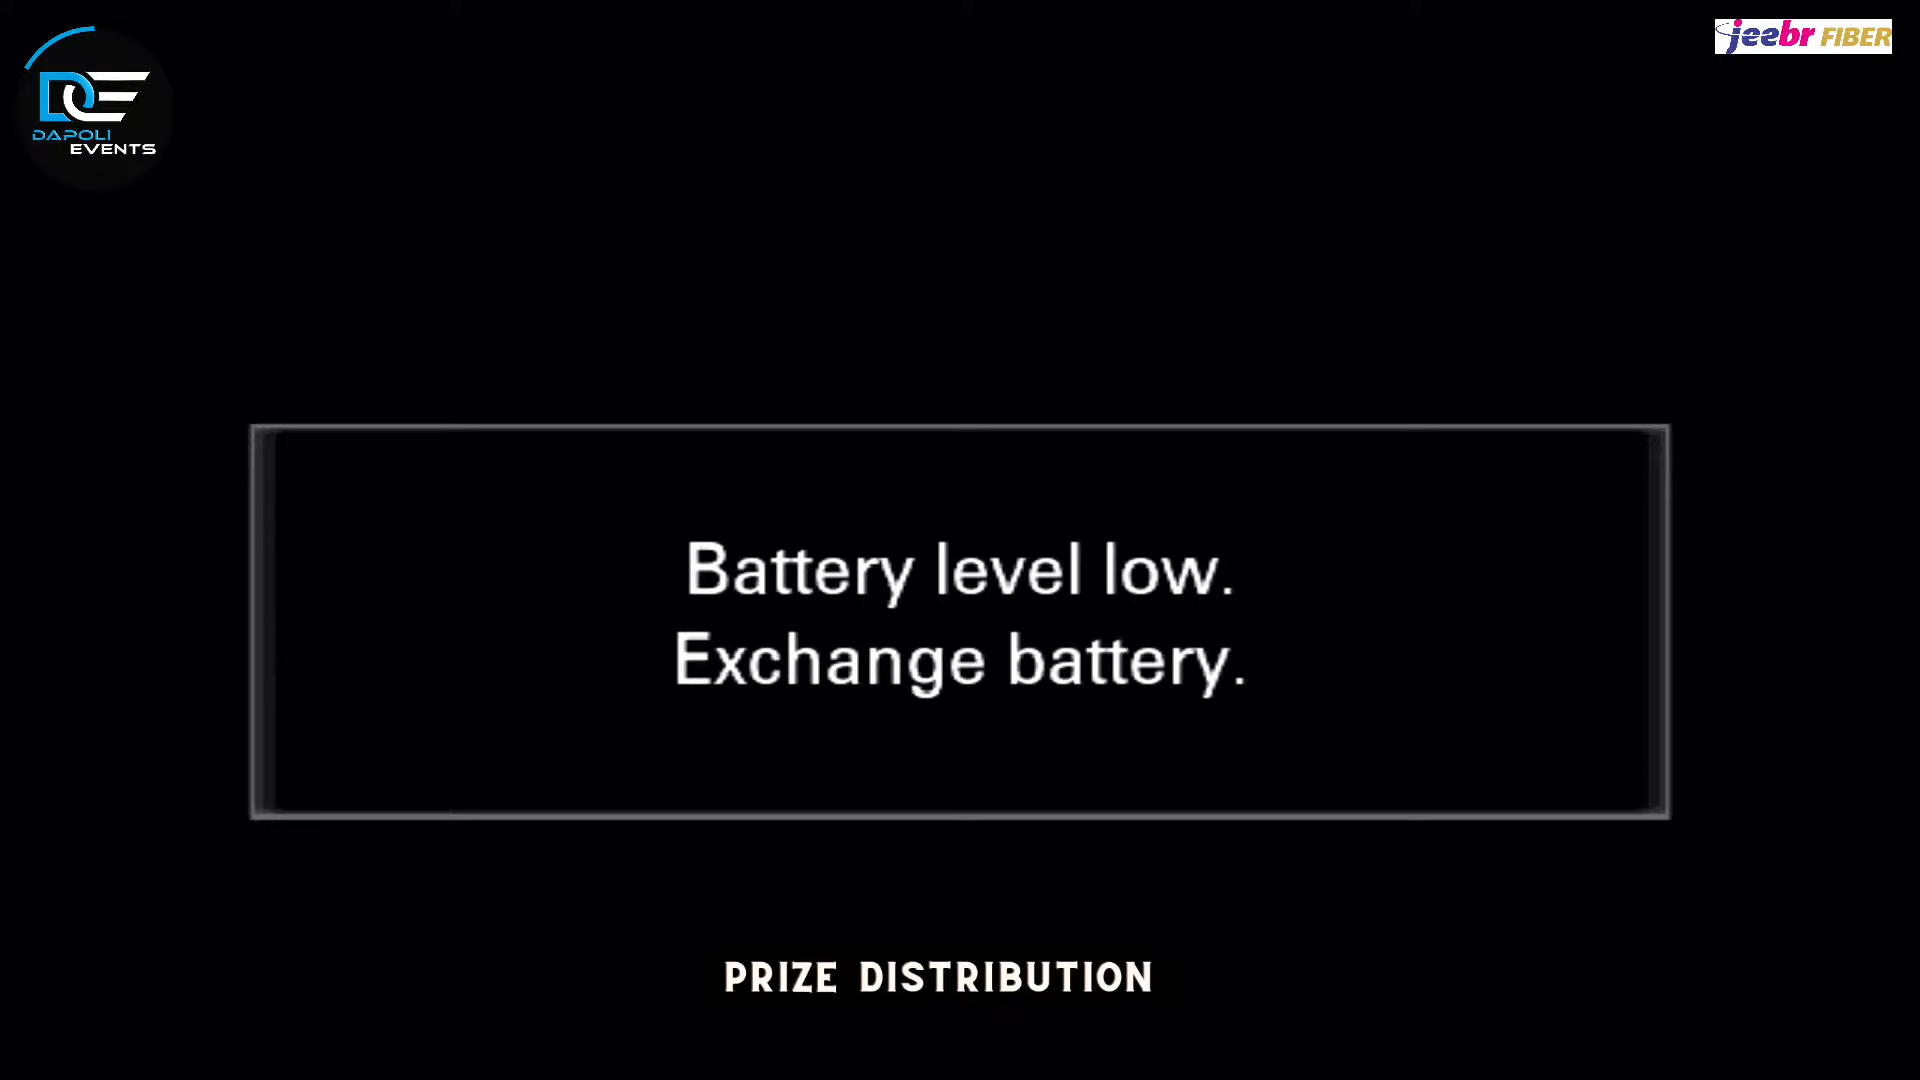 DAPOLI
EVENTS
jeebr FIBER
Battery level low.
Exchange battery.
PRIZE DISTRIBUTION